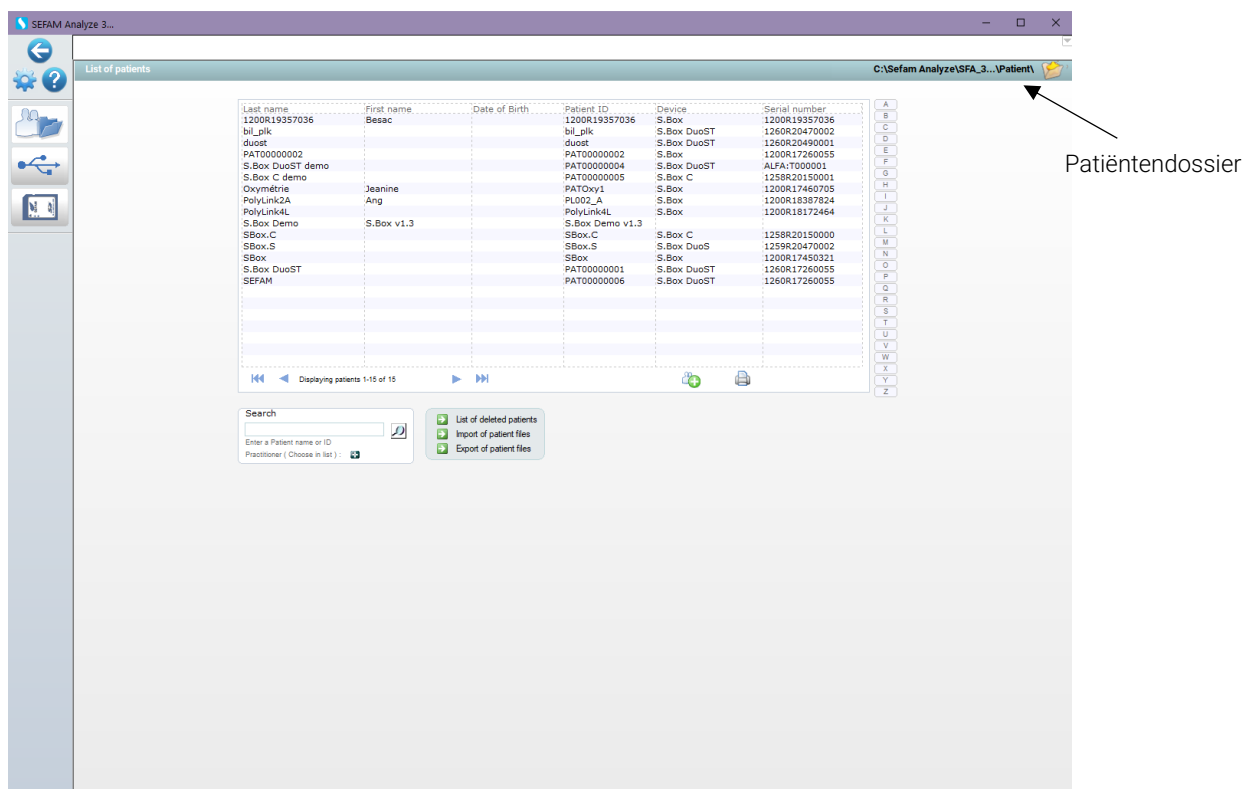 SEFAM Analyze 3...
List of patients C:\Sefam Analyze\SFA_3...\Patient\
Patiëntendossier
Last name First name Date of Birth Patient ID Device Serial number
1200R19357036 Besac 1200R19357036 S.Box 1200R19357036
bil_plk bil_plk S.Box DuoST 1260R20470002
duost duost S.Box DuoST 1260R20490001
PAT00000002 PAT00000002 S.Box 1200R17260055
S.Box DuoST demo PAT00000004 S.Box DuoST ALFA:T000001
S.Box C demo PAT00000005 S.Box C 1258R20150001
Oxymétrie Jeanine PATOxy1 S.Box 1200R17460705
PolyLink2A Ang PL002_A S.Box 1200R18387824
PolyLink4L PolyLink4L S.Box 1200R18172464
S.Box Demo S.Box v1.3 S.Box Demo v1.3
SBox.C SBox.C S.Box C 1258R20150000
SBox.S SBox.S S.Box DuoS 1259R20470002
SBox SBox S.Box 1200R17450321
S.Box DuoST PAT00000001 S.Box DuoST 1260R17260055
SEFAM PAT00000006 S.Box DuoST 1260R17260055
A
B
C
D
E
F
G
H
I
J
K
L
M
N
O
P
Q
R
S
T
U
V
W
X
Y
Z
Displaying patients 1-15 of 15
Search
Enter a Patient name or ID
Practitioner ( Choose in list ) :
List of deleted patients
Import of patient files
Export of patient files